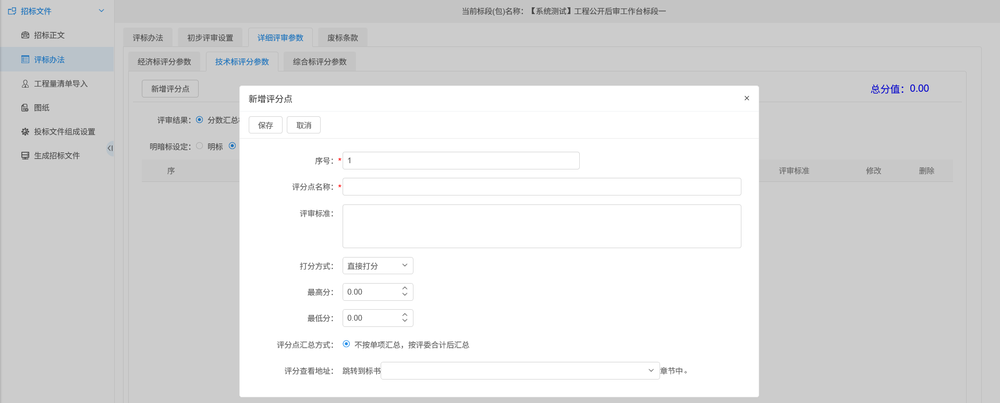 招标文件
当前标段(包)名称：【系统测试】工程公开后审工作台标段一
招标正文
评标办法
工程量清单导入
图纸
投标文件组成设置
生成招标文件
评标办法 初步评审设置 详细评审参数 废标条款
经济标评分参数 技术标评分参数 综合标评分参数
新增评分点
总分值：0.00
评审结果： 分数汇总
明暗标设定： 明标
序 评审标准 修改 删除
新增评分点 ×
保存 取消
序号：* 1
评分点名称：*
评审标准：
打分方式： 直接打分
最高分： 0.00
最低分： 0.00
评分点汇总方式： 不按单项汇总，按评委合计后汇总
评分查看地址： 跳转到标书 章节中。